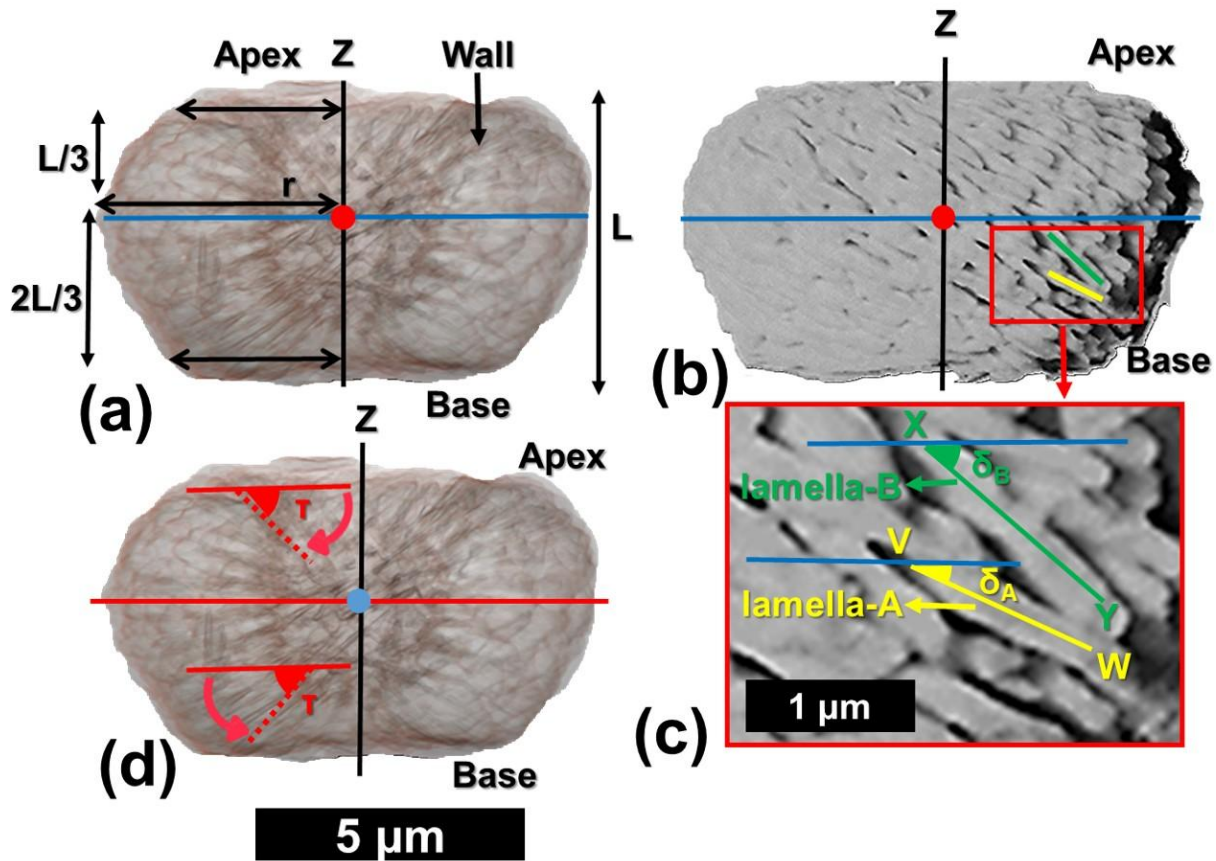 Apex
Z
Wall
L/3
r
L
2L/3
(a)
Base
Z
Apex
(b)
Base
Z
Apex
τ
τ
(d)
Base
5 µm
X
δB
lamella-B
V
δA
lamella-A
Y
W
1 µm
(c)